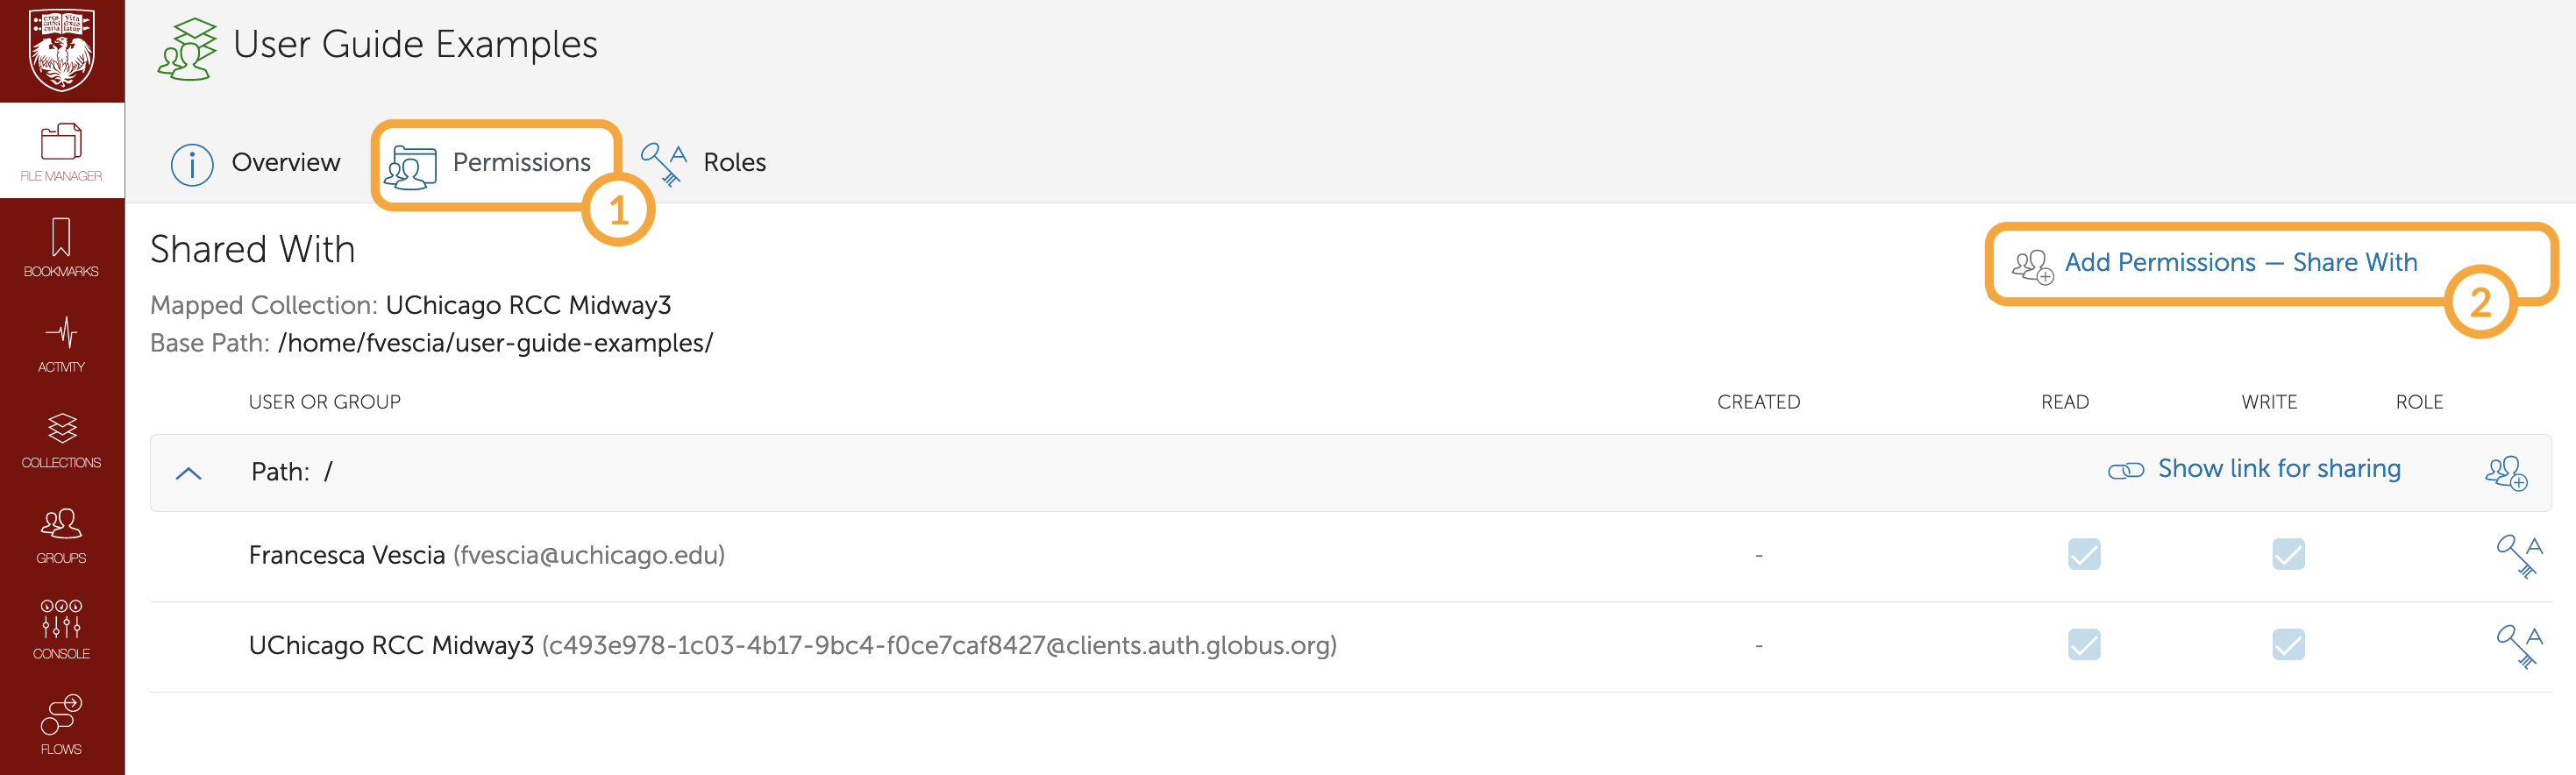 User Guide Examples
FILE MANAGER
Overview
Permissions
Roles
1
BOOKMARKS
Shared With
Add Permissions — Share With
2
Mapped Collection: UChicago RCC Midway3
Base Path: /home/fvescia/user-guide-examples/
ACTIVITY
USER OR GROUP CREATED READ WRITE ROLE
COLLECTIONS
Path: / Show link for sharing
GROUPS
Francesca Vescia (fvescia@uchicago.edu) -
CONSOLE
UChicago RCC Midway3 (c493e978-1c03-4b17-9bc4-f0ce7caf8427@clients.auth.globus.org) -
FLOWS